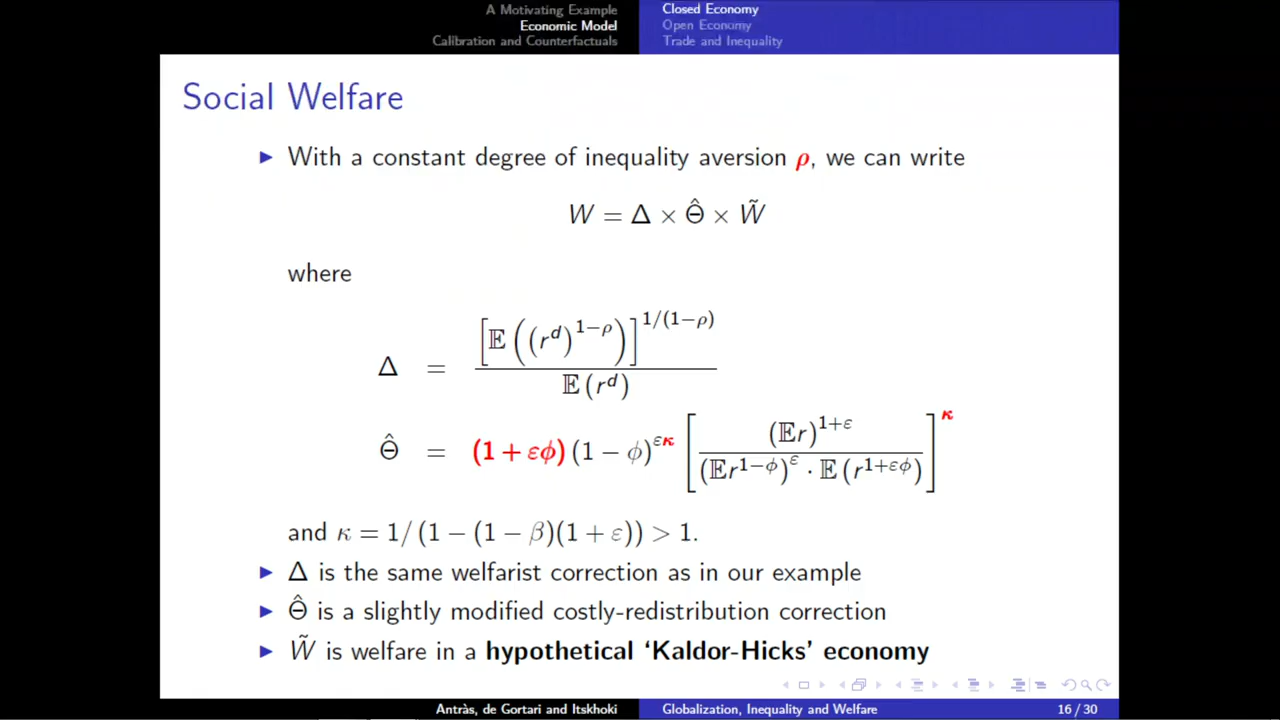 A Motivating Example
Economic Model
Calibration and Counterfactuals
Closed Economy
Open Economy
Trade and Inequality
Social Welfare
▶ With a constant degree of inequality aversion ρ, we can write
W = Δ × Θ̂ × W̃
where
Δ = [𝔼((r^d)^{1−ρ})]^{1/(1−ρ)} / 𝔼(r^d)
Θ̂ = (1 + εϕ)(1 − ϕ)^{εκ} [(𝔼r)^{1+ε} / ((𝔼r^{1−ϕ})^ε · 𝔼(r^{1+εϕ}))]^κ
and κ = 1/(1 − (1 − β)(1 + ε)) > 1.
▶ Δ is the same welfarist correction as in our example
▶ Θ̂ is a slightly modified costly-redistribution correction
▶ W̃ is welfare in a hypothetical ‘Kaldor-Hicks’ economy
Antràs, de Gortari and Itskhoki
Globalization, Inequality and Welfare
16 / 30